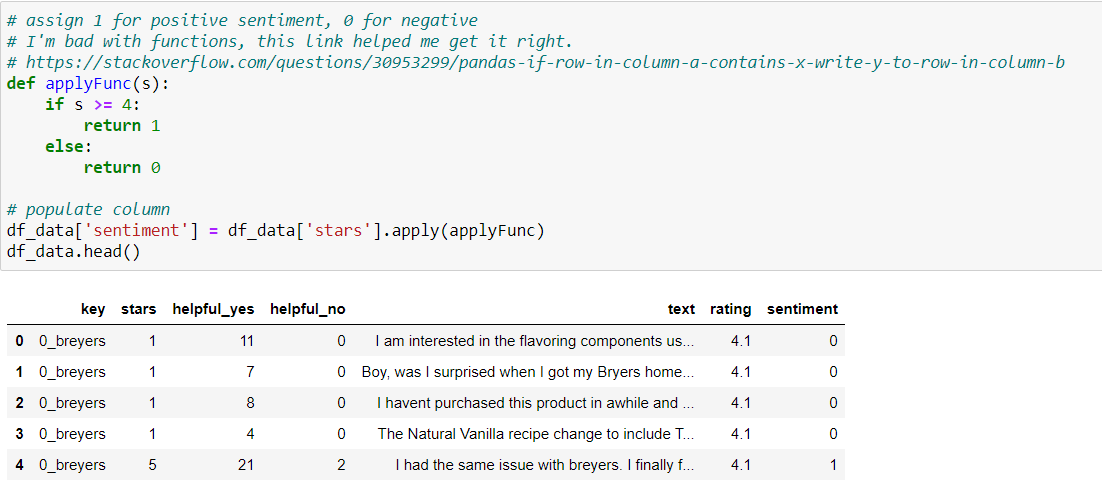 # assign 1 for positive sentiment, 0 for negative
# I'm bad with functions, this link helped me get it right.
# https://stackoverflow.com/questions/30953299/pandas-if-row-in-column-a-contains-x-write-y-to-row-in-column-b
def applyFunc(s):
    if s >= 4:
        return 1
    else:
        return 0
# populate column
df_data['sentiment'] = df_data['stars'].apply(applyFunc)
df_data.head()
key stars helpful_yes helpful_no text rating sentiment
0 0_breyers 1 11 0 I am interested in the flavoring components us... 4.1 0
1 0_breyers 1 7 0 Boy, was I surprised when I got my Bryers home... 4.1 0
2 0_breyers 1 8 0 I havent purchased this product in awhile and ... 4.1 0
3 0_breyers 1 4 0 The Natural Vanilla recipe change to include T... 4.1 0
4 0_breyers 5 21 2 I had the same issue with breyers. I finally f... 4.1 1